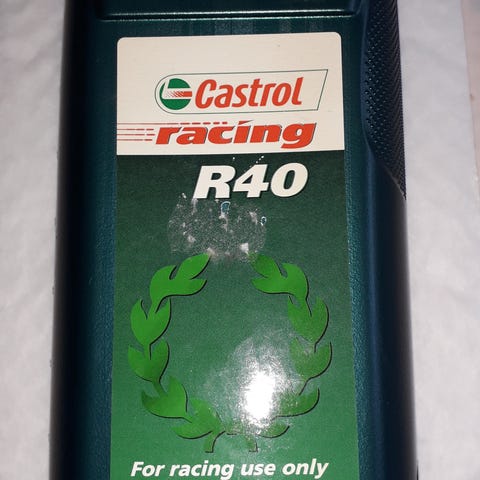 Castrol
racing
R40
For racing use only